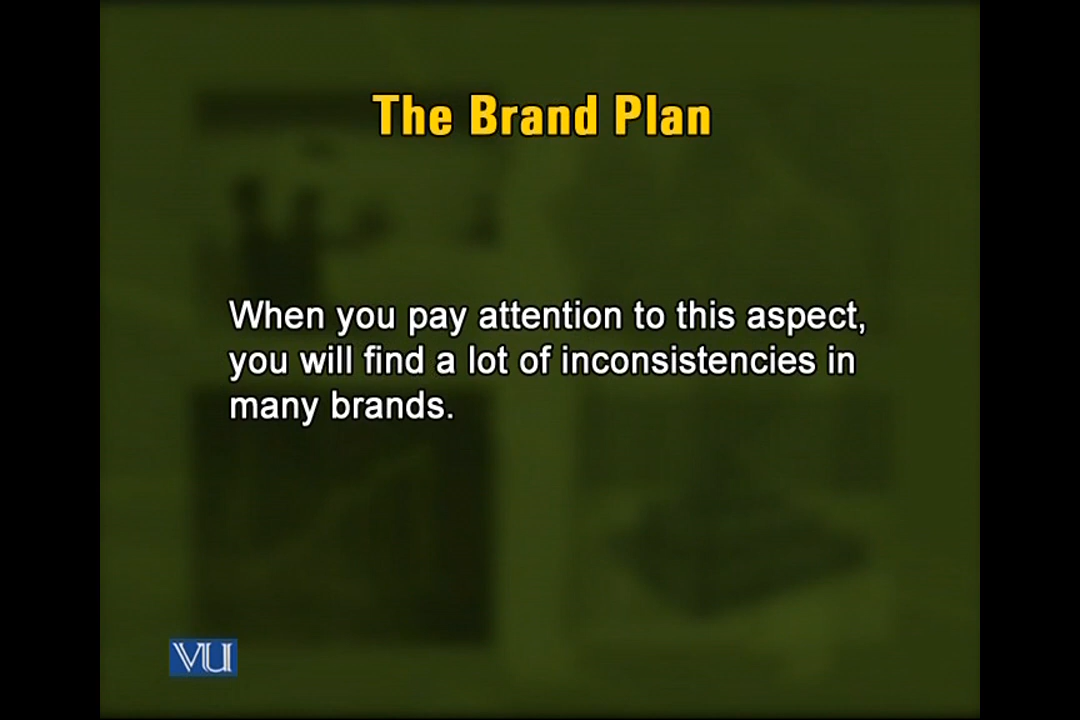 The Brand Plan
When you pay attention to this aspect,
you will find a lot of inconsistencies in
many brands.
VU